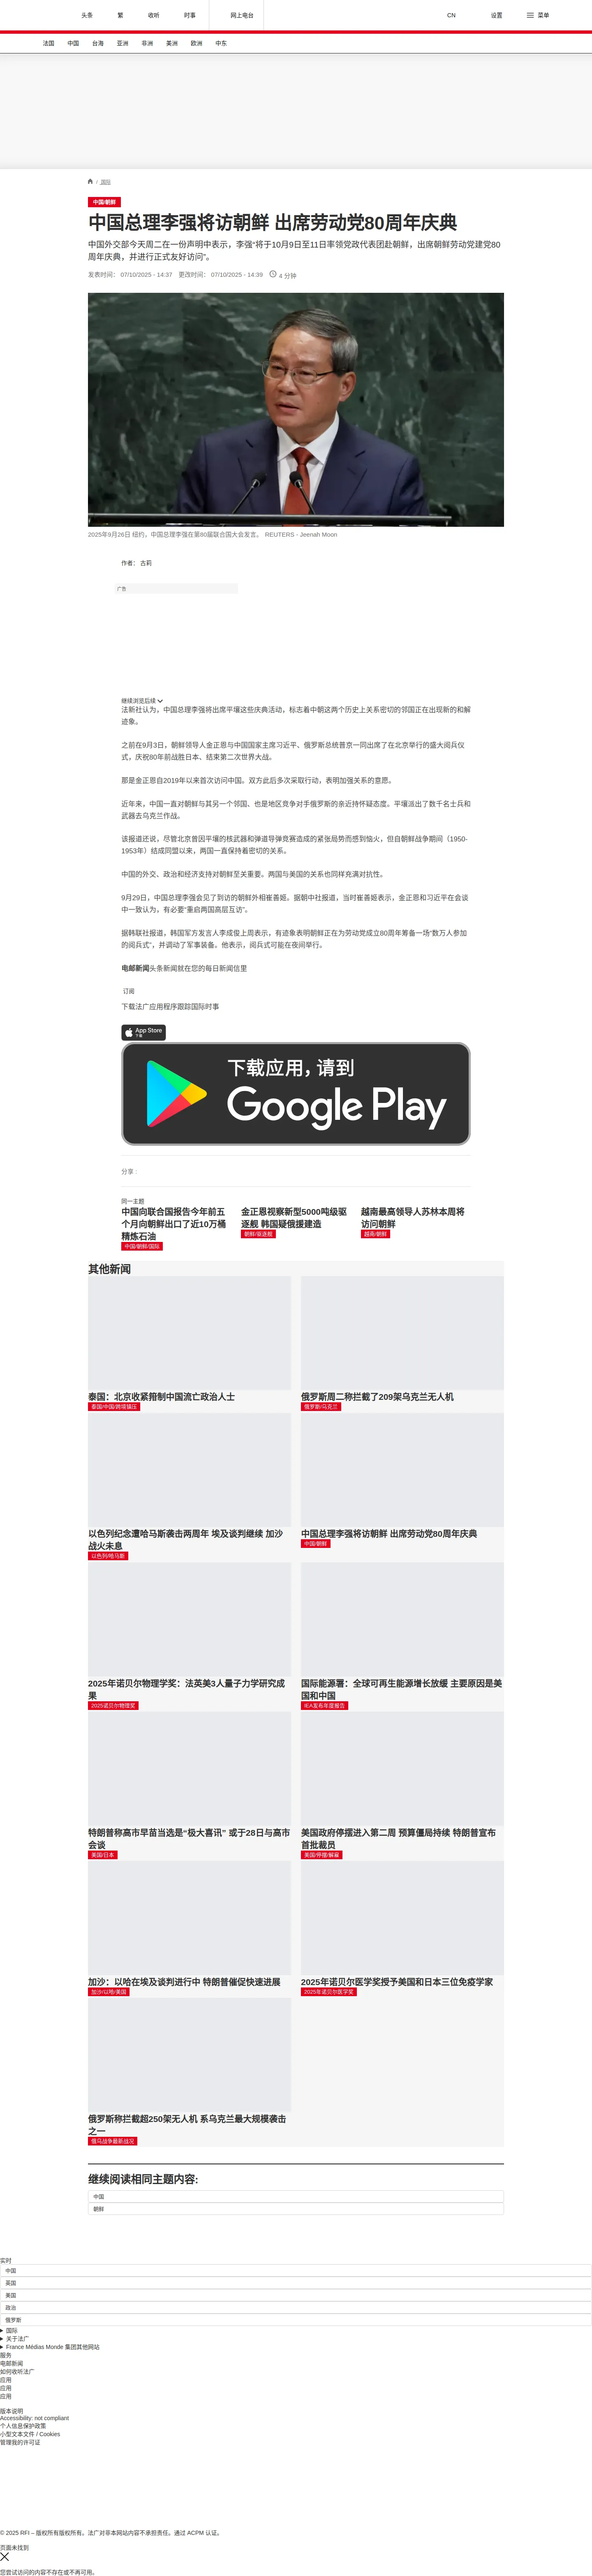 头条
繁
收听
时事
网上电台
CN
设置
菜单
法国
中国
台海
亚洲
非洲
美洲
欧洲
中东
/ 国际
中国/朝鲜
中国总理李强将访朝鲜 出席劳动党80周年庆典
中国外交部今天周二在一份声明中表示，李强“将于10月9日至11日率领党政代表团赴朝鲜，出席朝鲜劳动党建党80
周年庆典，并进行正式友好访问”。
发表时间： 07/10/2025 - 14:37 更改时间： 07/10/2025 - 14:39 4 分钟
2025年9月26日 纽约，中国总理李强在第80届联合国大会发言。 REUTERS - Jeenah Moon
作者： 古莉
广告
继续浏览后续
法新社认为，中国总理李强将出席平壤这些庆典活动，标志着中朝这两个历史上关系密切的邻国正在出现新的和解
迹象。
之前在9月3日，朝鲜领导人金正恩与中国国家主席习近平、俄罗斯总统普京一同出席了在北京举行的盛大阅兵仪
式，庆祝80年前战胜日本、结束第二次世界大战。
那是金正恩自2019年以来首次访问中国。双方此后多次采取行动，表明加强关系的意愿。
近年来，中国一直对朝鲜与其另一个邻国、也是地区竞争对手俄罗斯的亲近持怀疑态度。平壤派出了数千名士兵和
武器去乌克兰作战。
该报道还说，尽管北京曾因平壤的核武器和弹道导弹竞赛造成的紧张局势而感到恼火，但自朝鲜战争期间（1950-
1953年）结成同盟以来，两国一直保持着密切的关系。
中国的外交、政治和经济支持对朝鲜至关重要。两国与美国的关系也同样充满对抗性。
9月29日，中国总理李强会见了到访的朝鲜外相崔善姬。据朝中社报道，当时崔善姬表示，金正恩和习近平在会谈
中一致认为，有必要“重启两国高层互访”。
据韩联社报道，韩国军方发言人李成俊上周表示，有迹象表明朝鲜正在为劳动党成立80周年筹备一场“数万人参加
的阅兵式”，并调动了军事装备。他表示，阅兵式可能在夜间举行。
电邮新闻头条新闻就在您的每日新闻信里
订阅
下载法广应用程序跟踪国际时事
App Store
下载
下载应用，请到
Google Play
分享 :
同一主题
中国向联合国报告今年前五
个月向朝鲜出口了近10万桶
精炼石油
中国/朝鲜/国际
金正恩视察新型5000吨级驱
逐舰 韩国疑俄援建造
朝鲜/驱逐舰
越南最高领导人苏林本周将
访问朝鲜
越南/朝鲜
其他新闻
泰国：北京收紧箝制中国流亡政治人士
泰国/中国/跨境镇压
俄罗斯周二称拦截了209架乌克兰无人机
俄罗斯/乌克兰
以色列纪念遭哈马斯袭击两周年 埃及谈判继续 加沙
战火未息
以色列/哈马斯
中国总理李强将访朝鲜 出席劳动党80周年庆典
中国/朝鲜
2025年诺贝尔物理学奖：法英美3人量子力学研究成
果
2025诺贝尔物理奖
国际能源署：全球可再生能源增长放缓 主要原因是美
国和中国
IEA发布年度报告
特朗普称高市早苗当选是“极大喜讯” 或于28日与高市
会谈
美国/日本
美国政府停摆进入第二周 预算僵局持续 特朗普宣布
首批裁员
美国/停摆/解雇
加沙：以哈在埃及谈判进行中 特朗普催促快速进展
加沙/以哈/美国
2025年诺贝尔医学奖授予美国和日本三位免疫学家
2025年诺贝尔医学奖
俄罗斯称拦截超250架无人机 系乌克兰最大规模袭击
之一
俄乌战争最新战况
继续阅读相同主题内容:
中国
朝鲜
实时
中国
英国
美国
政治
俄罗斯
国际
关于法广
France Médias Monde 集团其他网站
服务
电邮新闻
如何收听法广
应用
应用
应用
版本说明
Accessibility: not compliant
个人信息保护政策
小型文本文件 / Cookies
管理我的许可证
© 2025 RFI – 版权所有版权所有。法广对非本网站内容不承担责任。通过 ACPM 认证。
页面未找到
您尝试访问的内容不存在或不再可用。